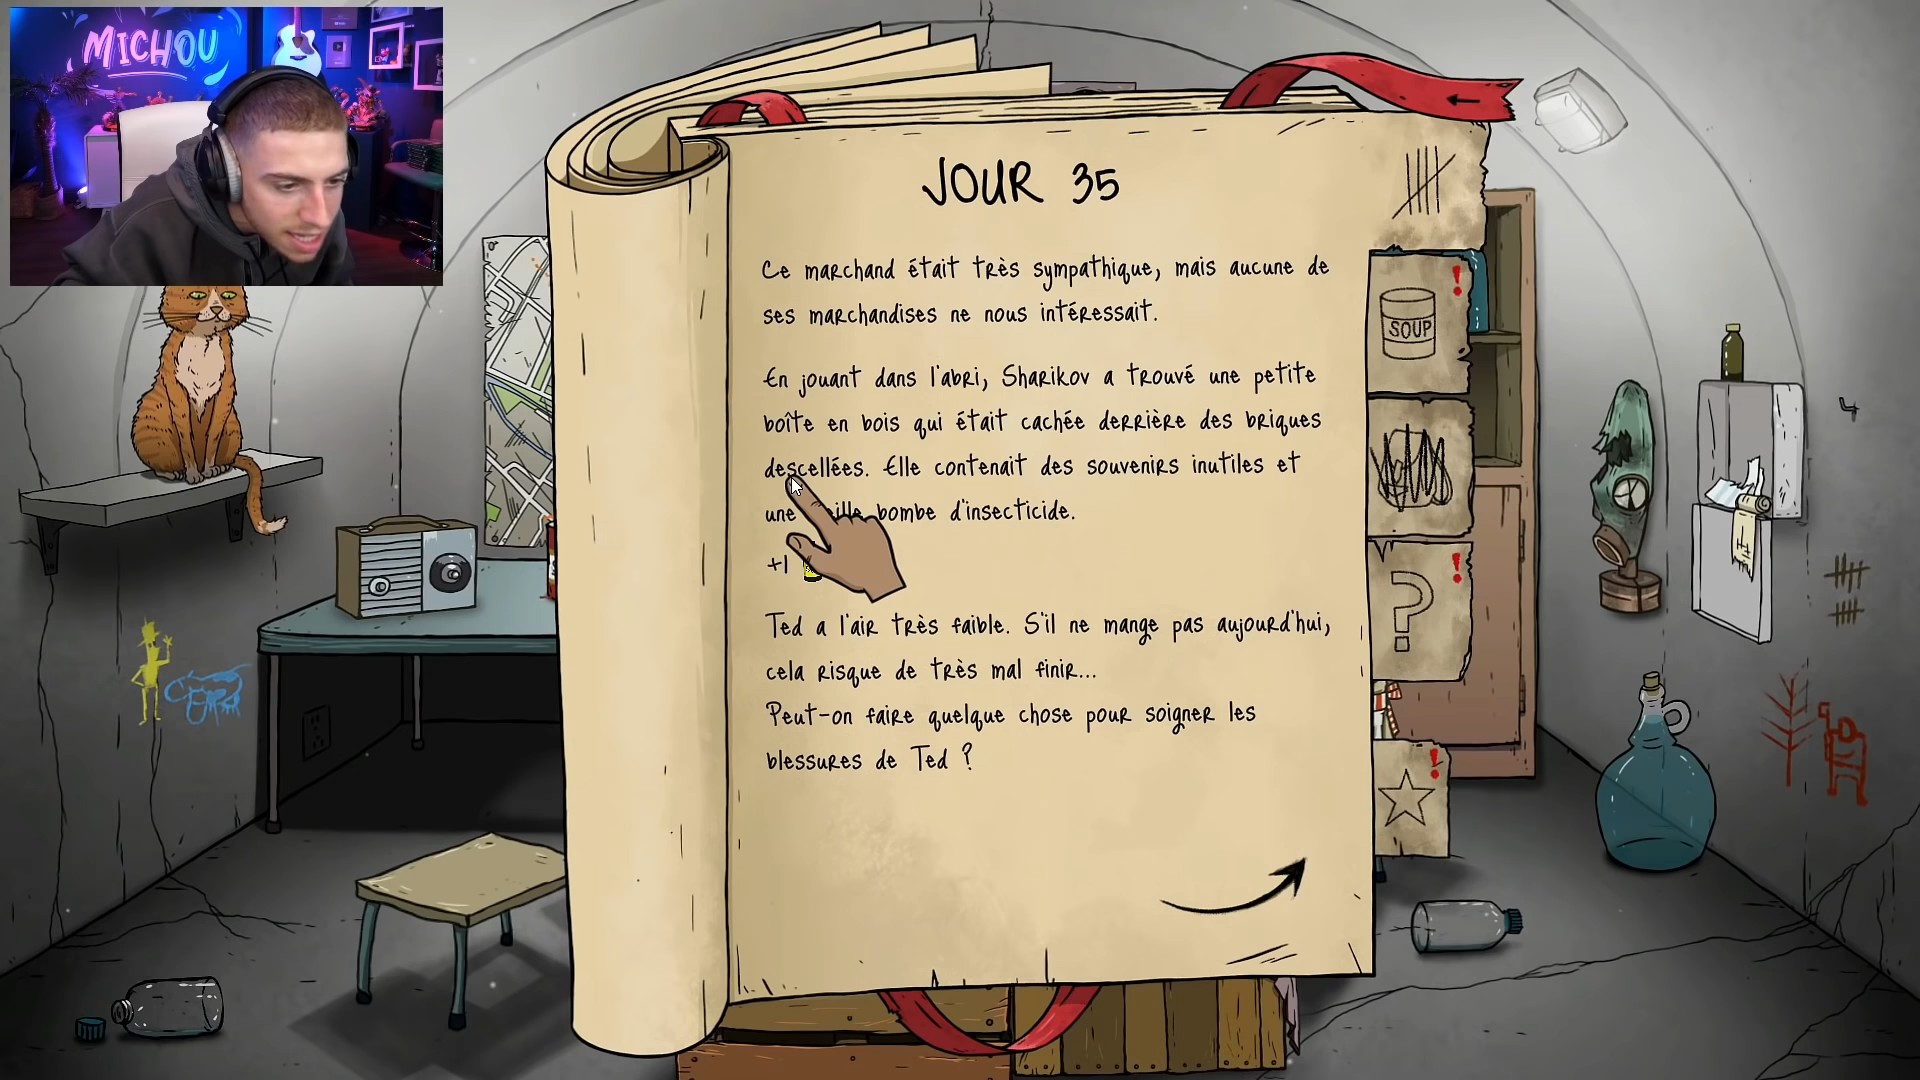 MICHOU
JOUR 35
Ce marchand était très sympathique, mais aucune de
ses marchandises ne nous intéressait.
En jouant dans l'abri, Sharikov a trouvé une petite
boîte en bois qui était cachée derrière des briques
descellées. Elle contenait des souvenirs inutiles et
une bombe d'insecticide.
+1
Ted a l'air très faible. S'il ne mange pas aujourd'hui,
cela risque de très mal finir...
Peut-on faire quelque chose pour soigner les
blessures de Ted ?
!
SOUP
!
?
!